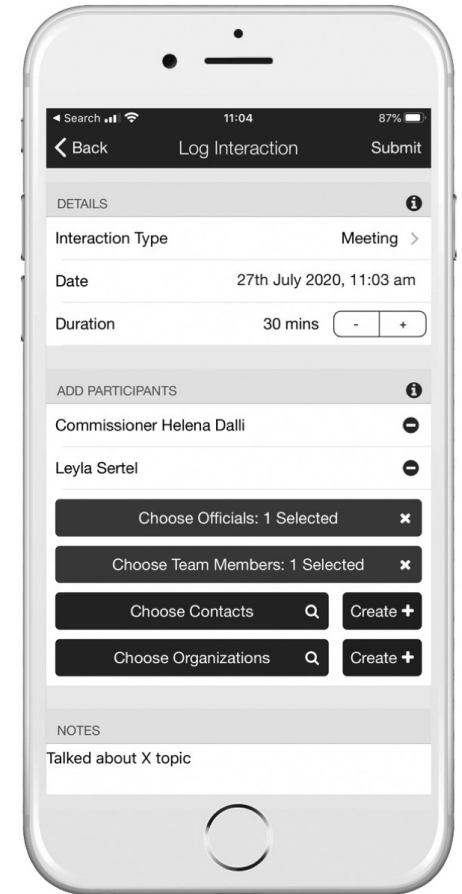 Search 11:04 87%
Back Log Interaction Submit
DETAILS
Interaction Type Meeting
Date 27th July 2020, 11:03 am
Duration 30 mins - +
ADD PARTICIPANTS
Commissioner Helena Dalli
Leyla Sertel
Choose Officials: 1 Selected
Choose Team Members: 1 Selected
Choose Contacts Create +
Choose Organizations Create +
NOTES
Talked about X topic